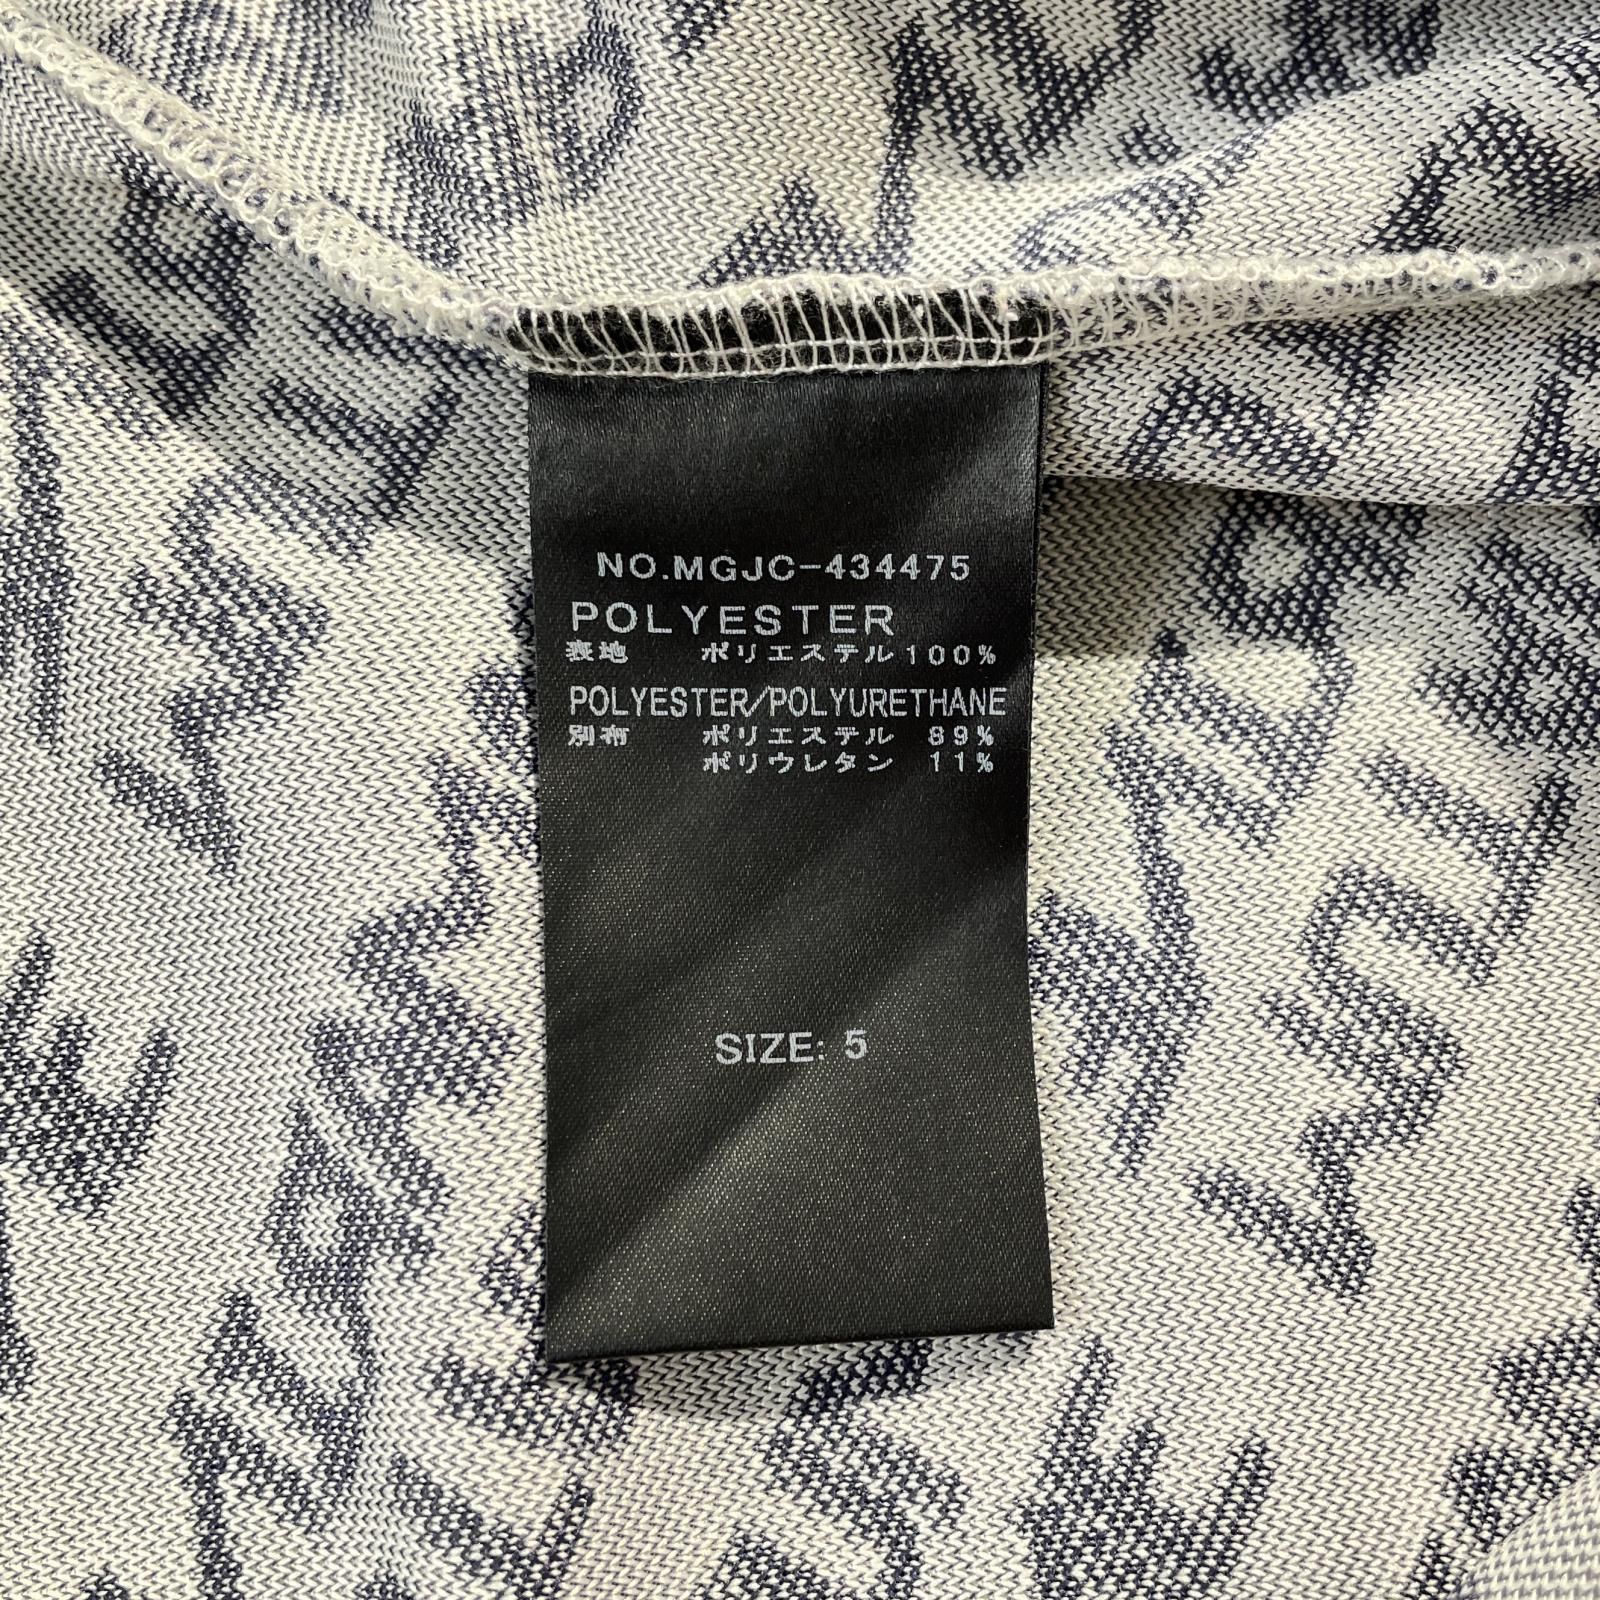 NO.MGJC-434475
POLYESTER
表地 ポリエステル100%
POLYESTER/POLYURETHANE
別布 ポリエステル 89%
ポリウレタン 11%
SIZE: 5